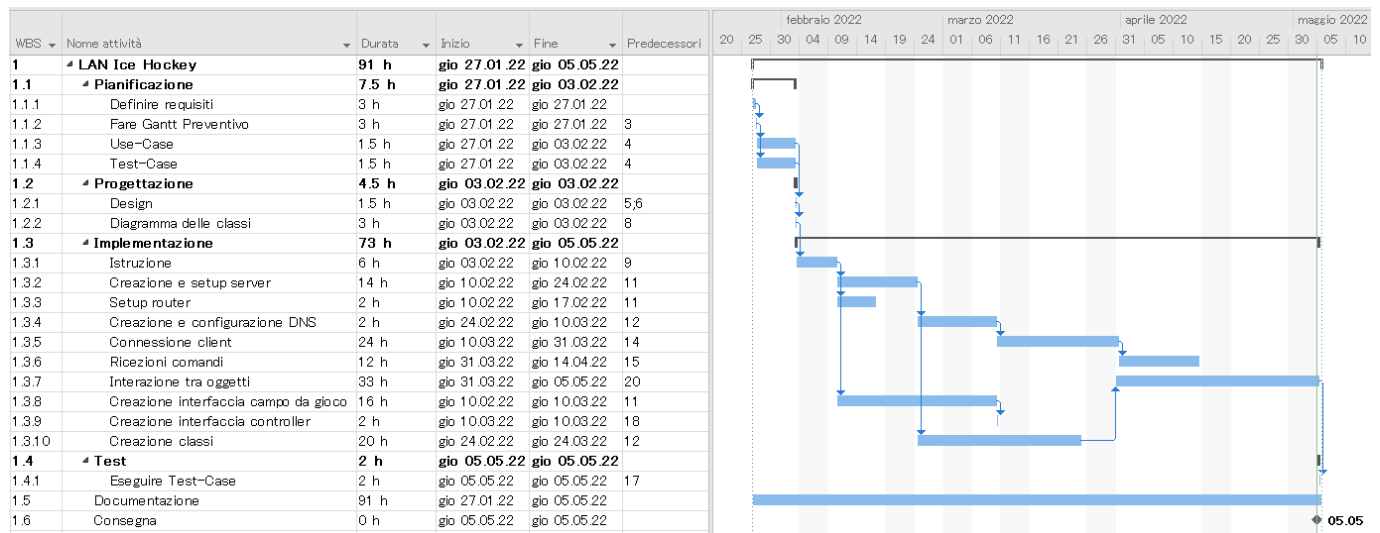 febbraio 2022 marzo 2022 aprile 2022 maggio 2022
WBS Nome attività Durata Inizio Fine Predecessori 20 25 30 04 09 14 19 24 01 06 11 16 21 26 31 05 10 15 20 25 30 05 10
1 LAN Ice Hockey 91 h gio 27.01.22 gio 05.05.22
1.1 Pianificazione 7.5 h gio 27.01.22 gio 03.02.22
1.1.1 Definire requisiti 3 h gio 27.01.22 gio 27.01.22
1.1.2 Fare Gantt Preventivo 3 h gio 27.01.22 gio 27.01.22 3
1.1.3 Use-Case 1.5 h gio 27.01.22 gio 03.02.22 4
1.1.4 Test-Case 1.5 h gio 27.01.22 gio 03.02.22 4
1.2 Progettazione 4.5 h gio 03.02.22 gio 03.02.22
1.2.1 Design 1.5 h gio 03.02.22 gio 03.02.22 5;6
1.2.2 Diagramma delle classi 3 h gio 03.02.22 gio 03.02.22 8
1.3 Implementazione 73 h gio 03.02.22 gio 05.05.22
1.3.1 Istruzione 6 h gio 03.02.22 gio 10.02.22 9
1.3.2 Creazione e setup server 14 h gio 10.02.22 gio 24.02.22 11
1.3.3 Setup router 2 h gio 10.02.22 gio 17.02.22 11
1.3.4 Creazione e configurazione DNS 2 h gio 24.02.22 gio 10.03.22 12
1.3.5 Connessione client 24 h gio 10.03.22 gio 31.03.22 14
1.3.6 Ricezioni comandi 12 h gio 31.03.22 gio 14.04.22 15
1.3.7 Interazione tra oggetti 33 h gio 31.03.22 gio 05.05.22 20
1.3.8 Creazione interfaccia campo da gioco 16 h gio 10.02.22 gio 10.03.22 11
1.3.9 Creazione interfaccia controller 2 h gio 10.03.22 gio 10.03.22 18
1.3.10 Creazione classi 20 h gio 24.02.22 gio 24.03.22 12
1.4 Test 2 h gio 05.05.22 gio 05.05.22
1.4.1 Eseguire Test-Case 2 h gio 05.05.22 gio 05.05.22 17
1.5 Documentazione 91 h gio 27.01.22 gio 05.05.22
1.6 Consegna 0 h gio 05.05.22 gio 05.05.22 05.05